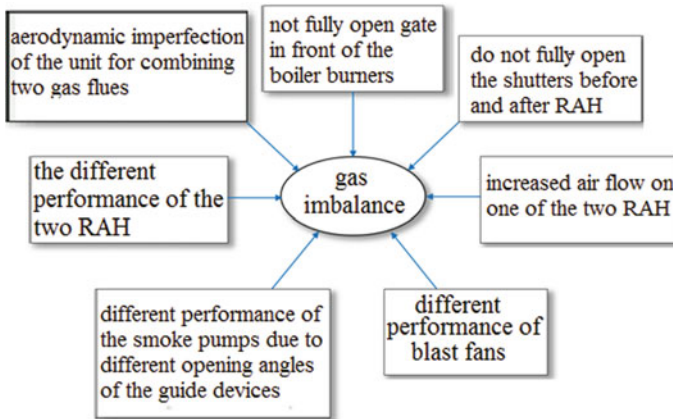 aerodynamic imperfection
of the unit for combining
two gas flues
not fully open gate
in front of the
boiler burners
do not fully open
the shutters before
and after RAH
the different
performance of the
two RAH
gas
imbalance
increased air flow on
one of the two RAH
different performance of
the smoke pumps due to
different opening angles
of the guide devices
different
performance of
blast fans